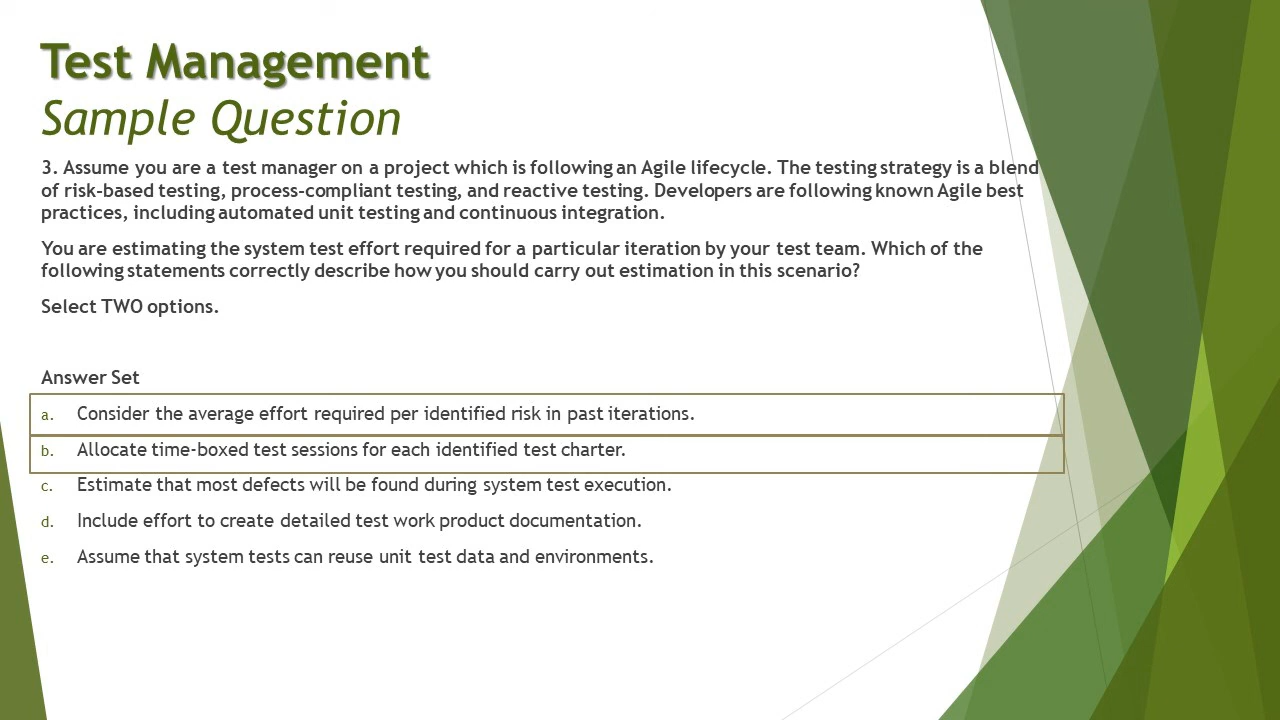 Test Management
Sample Question
3. Assume you are a test manager on a project which is following an Agile lifecycle. The testing strategy is a blend
of risk-based testing, process-compliant testing, and reactive testing. Developers are following known Agile best
practices, including automated unit testing and continuous integration.
You are estimating the system test effort required for a particular iteration by your test team. Which of the
following statements correctly describe how you should carry out estimation in this scenario?
Select TWO options.
Answer Set
a. Consider the average effort required per identified risk in past iterations.
b. Allocate time-boxed test sessions for each identified test charter.
c. Estimate that most defects will be found during system test execution.
d. Include effort to create detailed test work product documentation.
e. Assume that system tests can reuse unit test data and environments.